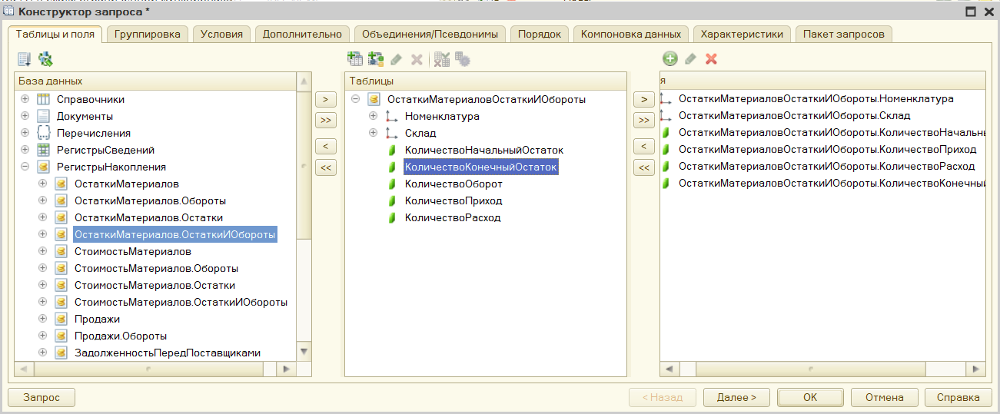 Конструктор запроса *
Таблицы и поля
Группировка
Условия
Дополнительно
Объединения/Псевдонимы
Порядок
Компоновка данных
Характеристики
Пакет запросов
База данных
Справочники
Документы
Перечисления
РегистрыСведений
РегистрыНакопления
ОстаткиМатериалов
ОстаткиМатериалов.Обороты
ОстаткиМатериалов.Остатки
ОстаткиМатериалов.ОстаткиИОбороты
СтоимостьМатериалов
СтоимостьМатериалов.Обороты
СтоимостьМатериалов.Остатки
СтоимостьМатериалов.ОстаткиИОбороты
Продажи
Продажи.Обороты
ЗадолженностьПередПоставщиками
>
>>
<
<<
Таблицы
ОстаткиМатериаловОстаткиИОбороты
Номенклатура
Склад
КоличествоНачальныйОстаток
КоличествоКонечныйОстаток
КоличествоОборот
КоличествоПриход
КоличествоРасход
>
>>
<
<<
я
ОстаткиМатериаловОстаткиИОбороты.Номенклатура
ОстаткиМатериаловОстаткиИОбороты.Склад
ОстаткиМатериаловОстаткиИОбороты.КоличествоНачальны
ОстаткиМатериаловОстаткиИОбороты.КоличествоПриход
ОстаткиМатериаловОстаткиИОбороты.КоличествоРасход
ОстаткиМатериаловОстаткиИОбороты.КоличествоКонечный
Запрос
< Назад
Далее >
ОК
Отмена
Справка